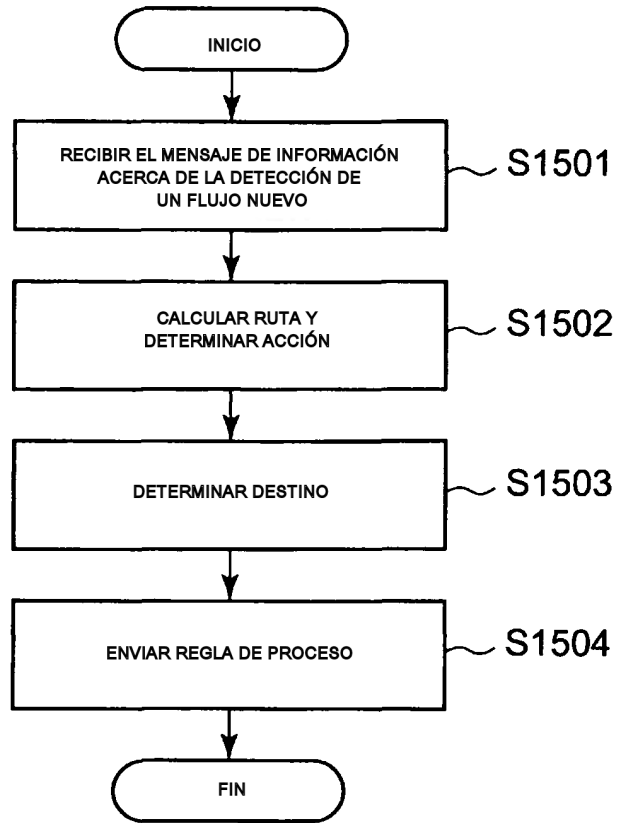 INICIO
RECIBIR EL MENSAJE DE INFORMACIÓN
ACERCA DE LA DETECCIÓN DE
UN FLUJO NUEVO
S1501
CALCULAR RUTA Y
DETERMINAR ACCIÓN
S1502
DETERMINAR DESTINO
S1503
ENVIAR REGLA DE PROCESO
S1504
FIN